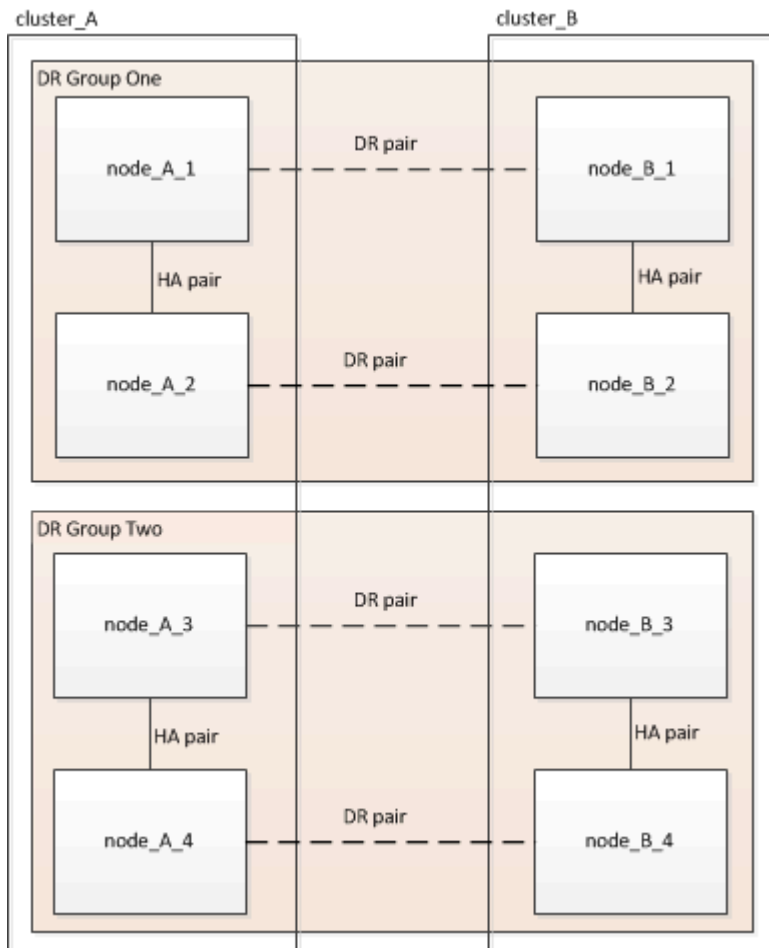 cluster_A
cluster_B
DR Group One
node_A_1
DR pair
node_B_1
HA pair
HA pair
node_A_2
DR pair
node_B_2
DR Group Two
node_A_3
DR pair
node_B_3
HA pair
HA pair
node_A_4
DR pair
node_B_4